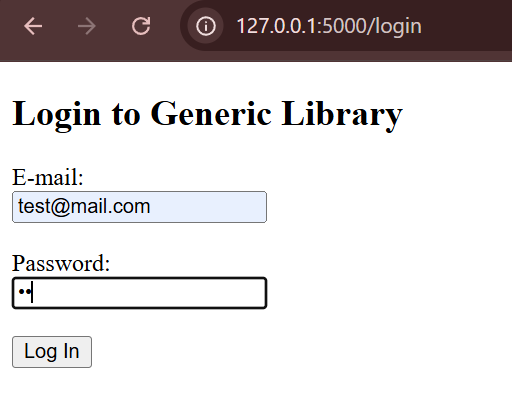 127.0.0.1:5000/login
Login to Generic Library
E-mail:
test@mail.com
Password:
••
Log In